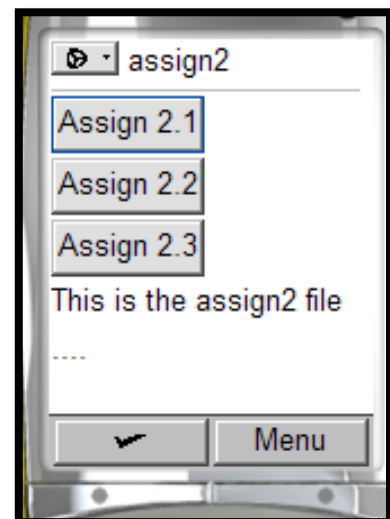 assign2
Assign 2.1
Assign 2.2
Assign 2.3
This is the assign2 file
----
Menu